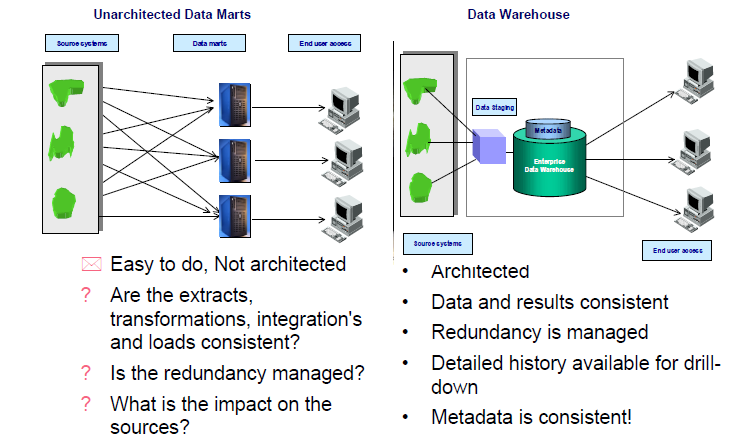 Unarchitected Data Marts
Source systems
Data marts
End user access
Easy to do, Not architected
? Are the extracts,
transformations, integration's
and loads consistent?
? Is the redundancy managed?
? What is the impact on the
sources?
Data Warehouse
Data Staging
Metadata
Enterprise
Data Warehouse
Source systems
End user access
• Architected
• Data and results consistent
• Redundancy is managed
• Detailed history available for drill-
down
• Metadata is consistent!